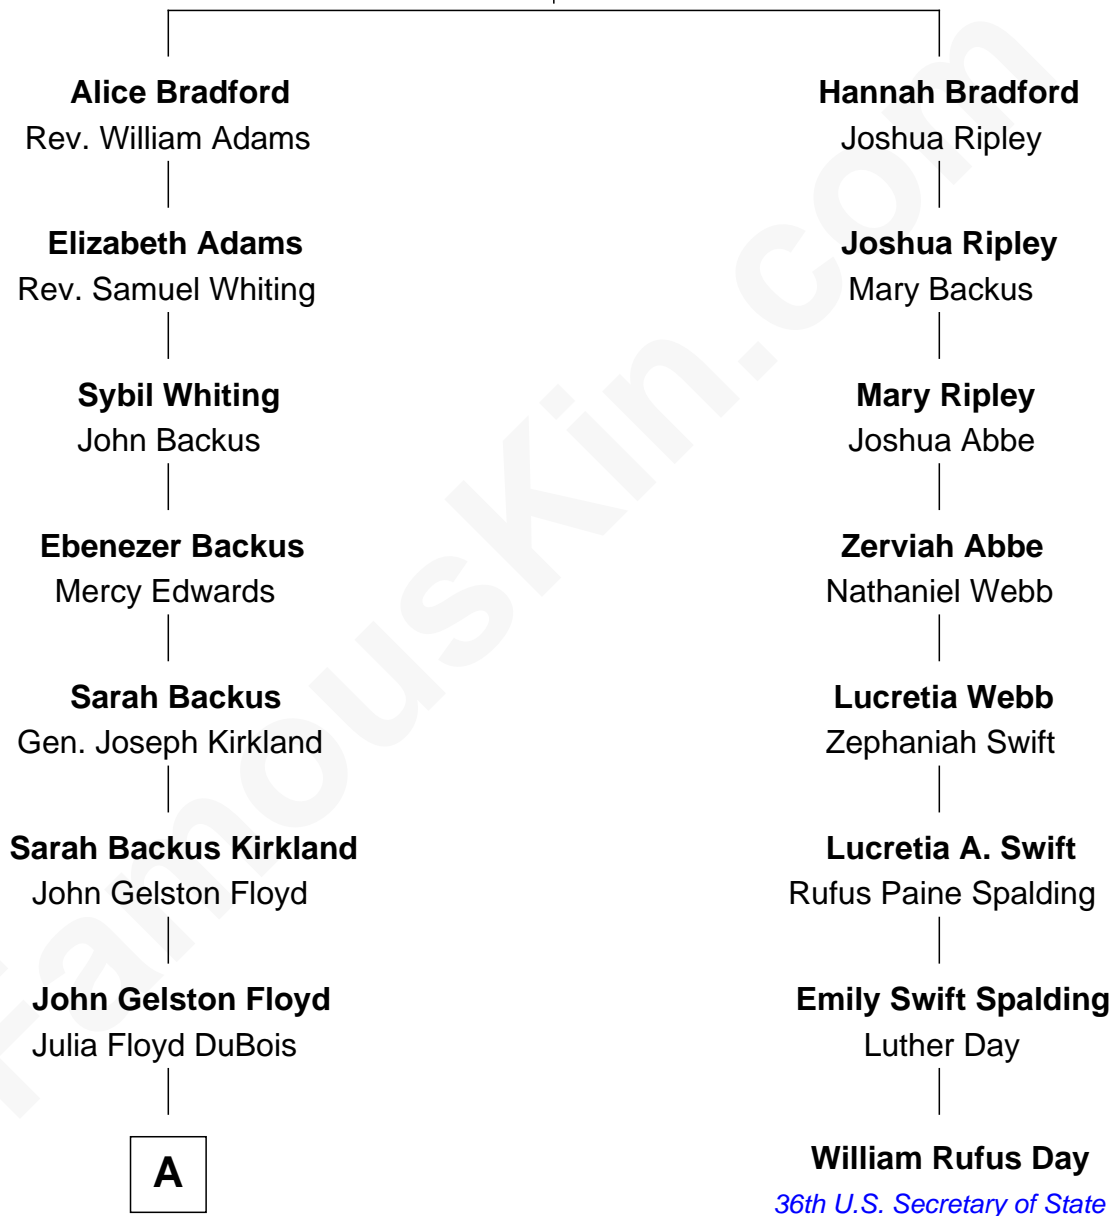 Alice Bradford
Rev. William Adams
Elizabeth Adams
Rev. Samuel Whiting
Sybil Whiting
John Backus
Ebenezer Backus
Mercy Edwards
Sarah Backus
Gen. Joseph Kirkland
Sarah Backus Kirkland
John Gelston Floyd
John Gelston Floyd
Julia Floyd DuBois
A
Hannah Bradford
Joshua Ripley
Joshua Ripley
Mary Backus
Mary Ripley
Joshua Abbe
Zerviah Abbe
Nathaniel Webb
Lucretia Webb
Zephaniah Swift
Lucretia A. Swift
Rufus Paine Spalding
Emily Swift Spalding
Luther Day
William Rufus Day
36th U.S. Secretary of State
FamousKin.com